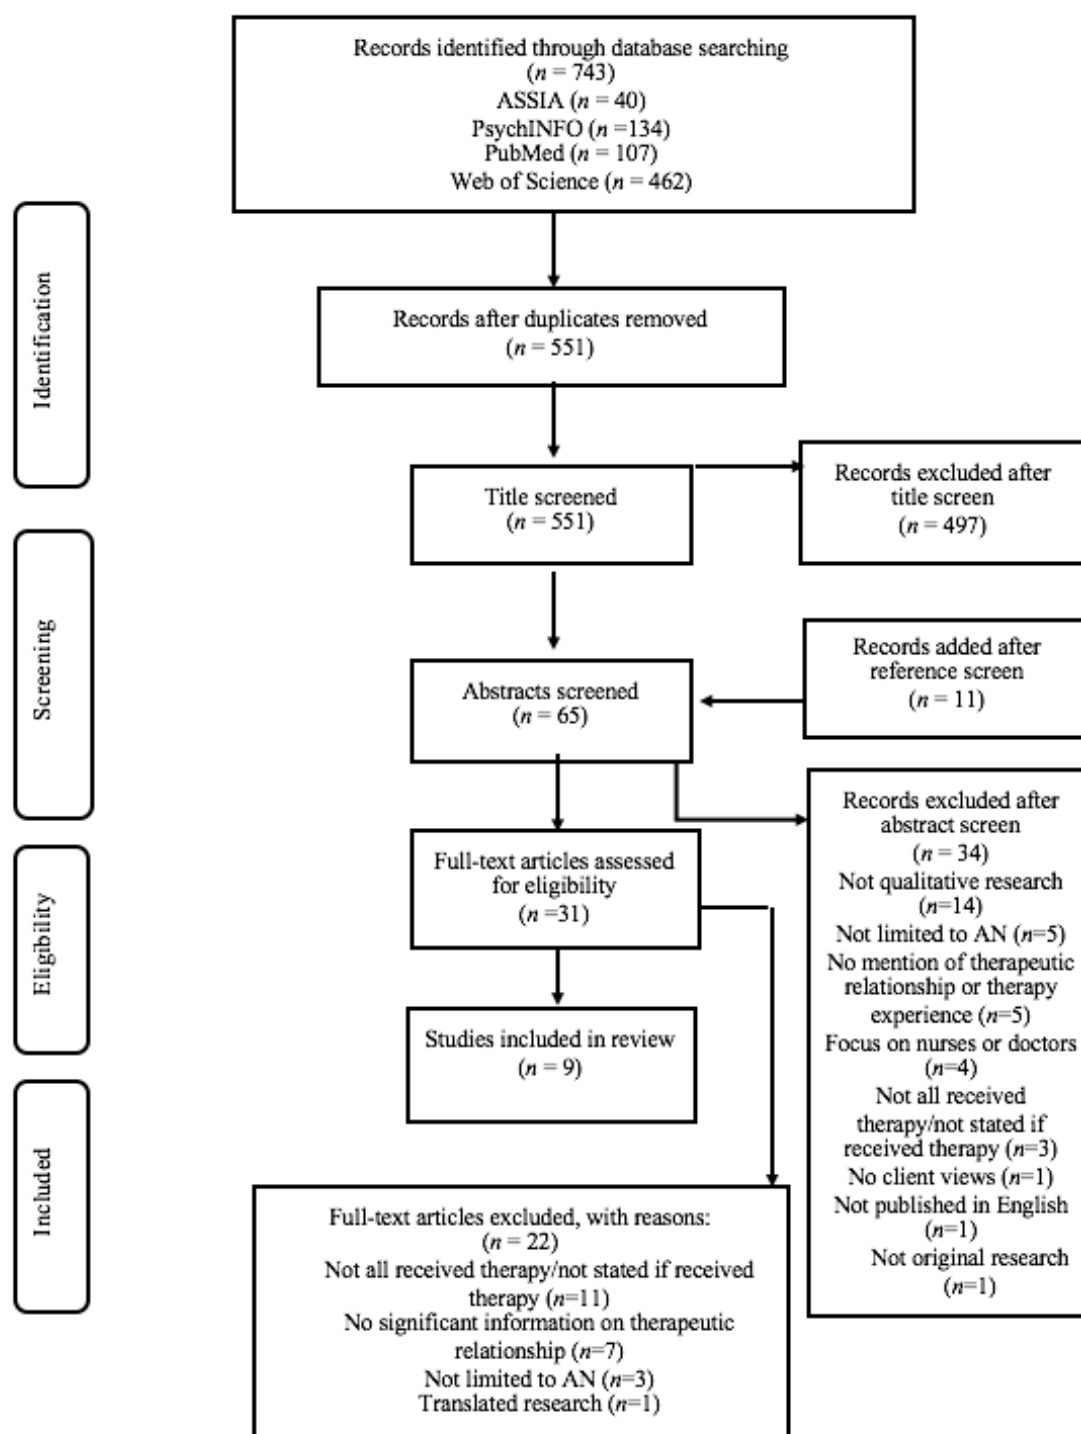 Records identified through database searching
(n = 743)
ASSIA (n = 40)
PsychINFO (n =134)
PubMed (n = 107)
Web of Science (n = 462)
Identification
Records after duplicates removed
(n = 551)
Title screened
(n = 551)
Records excluded after
title screen
(n = 497)
Screening
Records added after
reference screen
(n = 11)
Abstracts screened
(n = 65)
Records excluded after
abstract screen
(n = 34)
Not qualitative research
(n=14)
Not limited to AN (n=5)
No mention of therapeutic
relationship or therapy
experience (n=5)
Focus on nurses or doctors
(n=4)
Not all received
therapy/not stated if
received therapy (n=3)
No client views (n=1)
Not published in English
(n=1)
Not original research
(n=1)
Eligibility
Full-text articles assessed
for eligibility
(n =31)
Studies included in review
(n = 9)
Included
Full-text articles excluded, with reasons:
(n = 22)
Not all received therapy/not stated if received
therapy (n=11)
No significant information on therapeutic
relationship (n=7)
Not limited to AN (n=3)
Translated research (n=1)